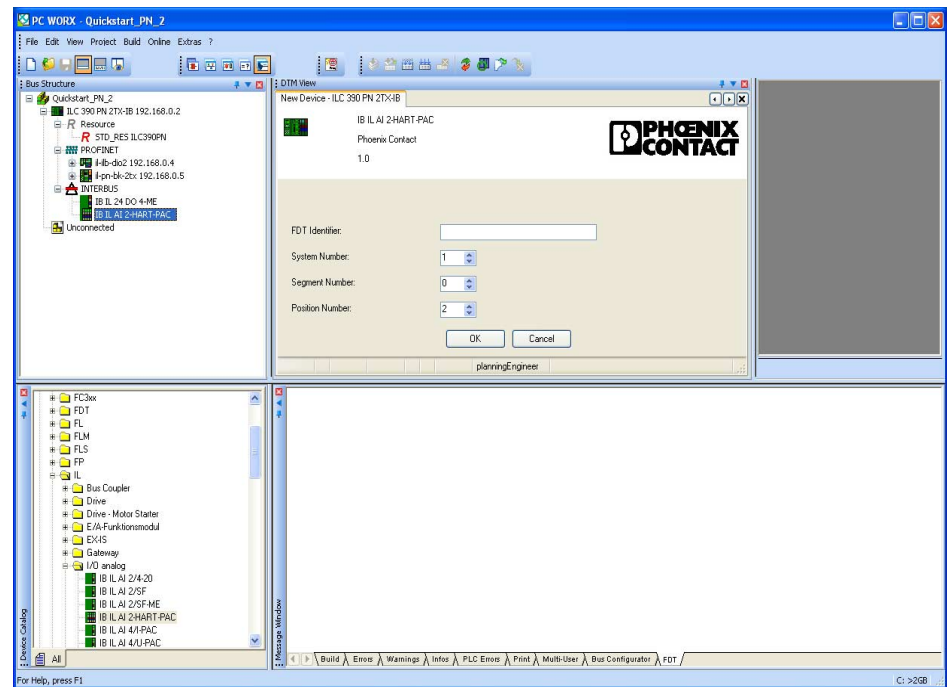 PC WORX - Quickstart_PN_2
File Edit View Project Build Online Extras ?
Bus Structure
Quickstart_PN_2
ILC 390 PN 2TX-IB 192.168.0.2
R Resource
R STD_RES ILC390PN
PROFINET
il-ilb-dio2 192.168.0.4
il-pn-bk-2tx 192.168.0.5
INTERBUS
IB IL 24 DO 4-ME
IB IL AI 2-HART-PAC
Unconnected
DTM View
New Device - ILC 390 PN 2TX-IB
IB IL AI 2-HART-PAC
Phoenix Contact
1.0
PHŒNIX
CONTACT
FDT Identifier:
System Number: 1
Segment Number: 0
Position Number: 2
OK Cancel
planningEngineer
FC3xx
FDT
FL
FLM
FLS
FP
IL
Bus Coupler
Drive
Drive - Motor Starter
E/A-Funktionsmodul
EX-IS
Gateway
I/O analog
IB IL AI 2/4-20
IB IL AI 2/SF
IB IL AI 2/SF-ME
IB IL AI 2-HART-PAC
IB IL AI 4/I-PAC
IB IL AI 4/U-PAC
Device Catalog
All
Message Window
Build Errors Warnings Infos PLC Errors Print Multi-User Bus Configurator FDT
For Help, press F1
C: >2GB